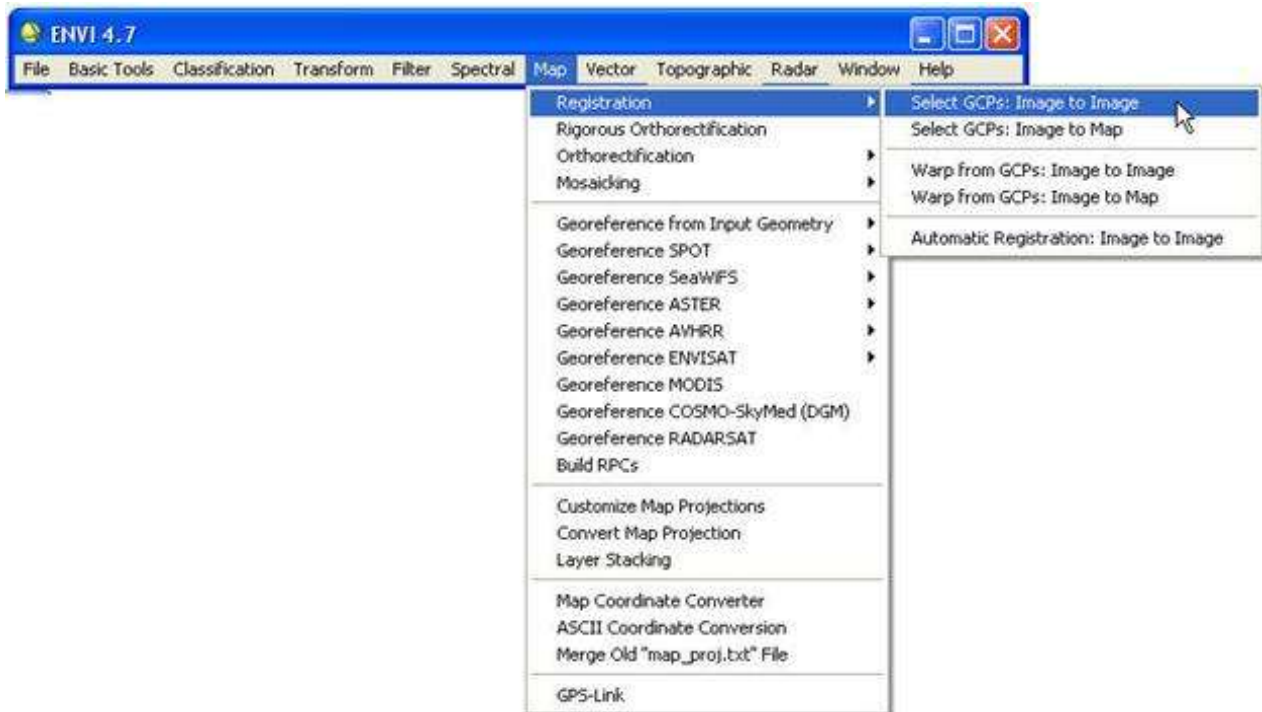 ENVI 4.7
File Basic Tools Classification Transform Filter Spectral Map Vector Topographic Radar Window Help
Registration
Rigorous Orthorectification
Orthorectification
Mosaicking
Georeference from Input Geometry
Georeference SPOT
Georeference SeaWiFS
Georeference ASTER
Georeference AVHRR
Georeference ENVISAT
Georeference MODIS
Georeference COSMO-SkyMed (DGM)
Georeference RADARSAT
Build RPCs
Customize Map Projections
Convert Map Projection
Layer Stacking
Map Coordinate Converter
ASCII Coordinate Conversion
Merge Old "map_proj.txt" File
GPS-Link
Select GCPs: Image to Image
Select GCPs: Image to Map
Warp from GCPs: Image to Image
Warp from GCPs: Image to Map
Automatic Registration: Image to Image